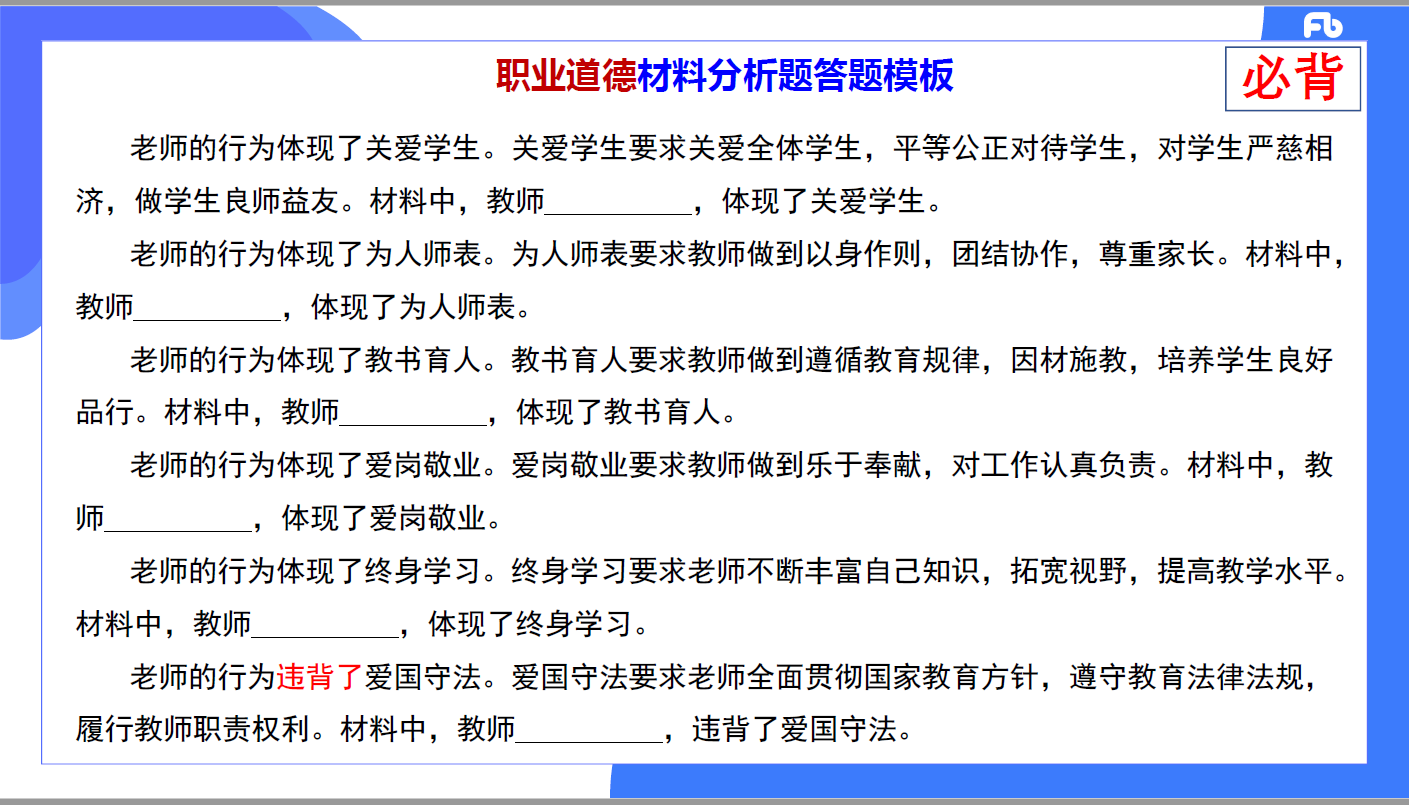 Fb
职业道德材料分析题答题模板
必背
老师的行为体现了关爱学生。关爱学生要求关爱全体学生，平等公正对待学生，对学生严慈相
济，做学生良师益友。材料中，教师__________，体现了关爱学生。
老师的行为体现了为人师表。为人师表要求教师做到以身作则，团结协作，尊重家长。材料中，
教师__________，体现了为人师表。
老师的行为体现了教书育人。教书育人要求教师做到遵循教育规律，因材施教，培养学生良好
品行。材料中，教师__________，体现了教书育人。
老师的行为体现了爱岗敬业。爱岗敬业要求教师做到乐于奉献，对工作认真负责。材料中，教
师__________，体现了爱岗敬业。
老师的行为体现了终身学习。终身学习要求老师不断丰富自己知识，拓宽视野，提高教学水平。
材料中，教师__________，体现了终身学习。
老师的行为违背了爱国守法。爱国守法要求老师全面贯彻国家教育方针，遵守教育法律法规，
履行教师职责权利。材料中，教师__________，违背了爱国守法。